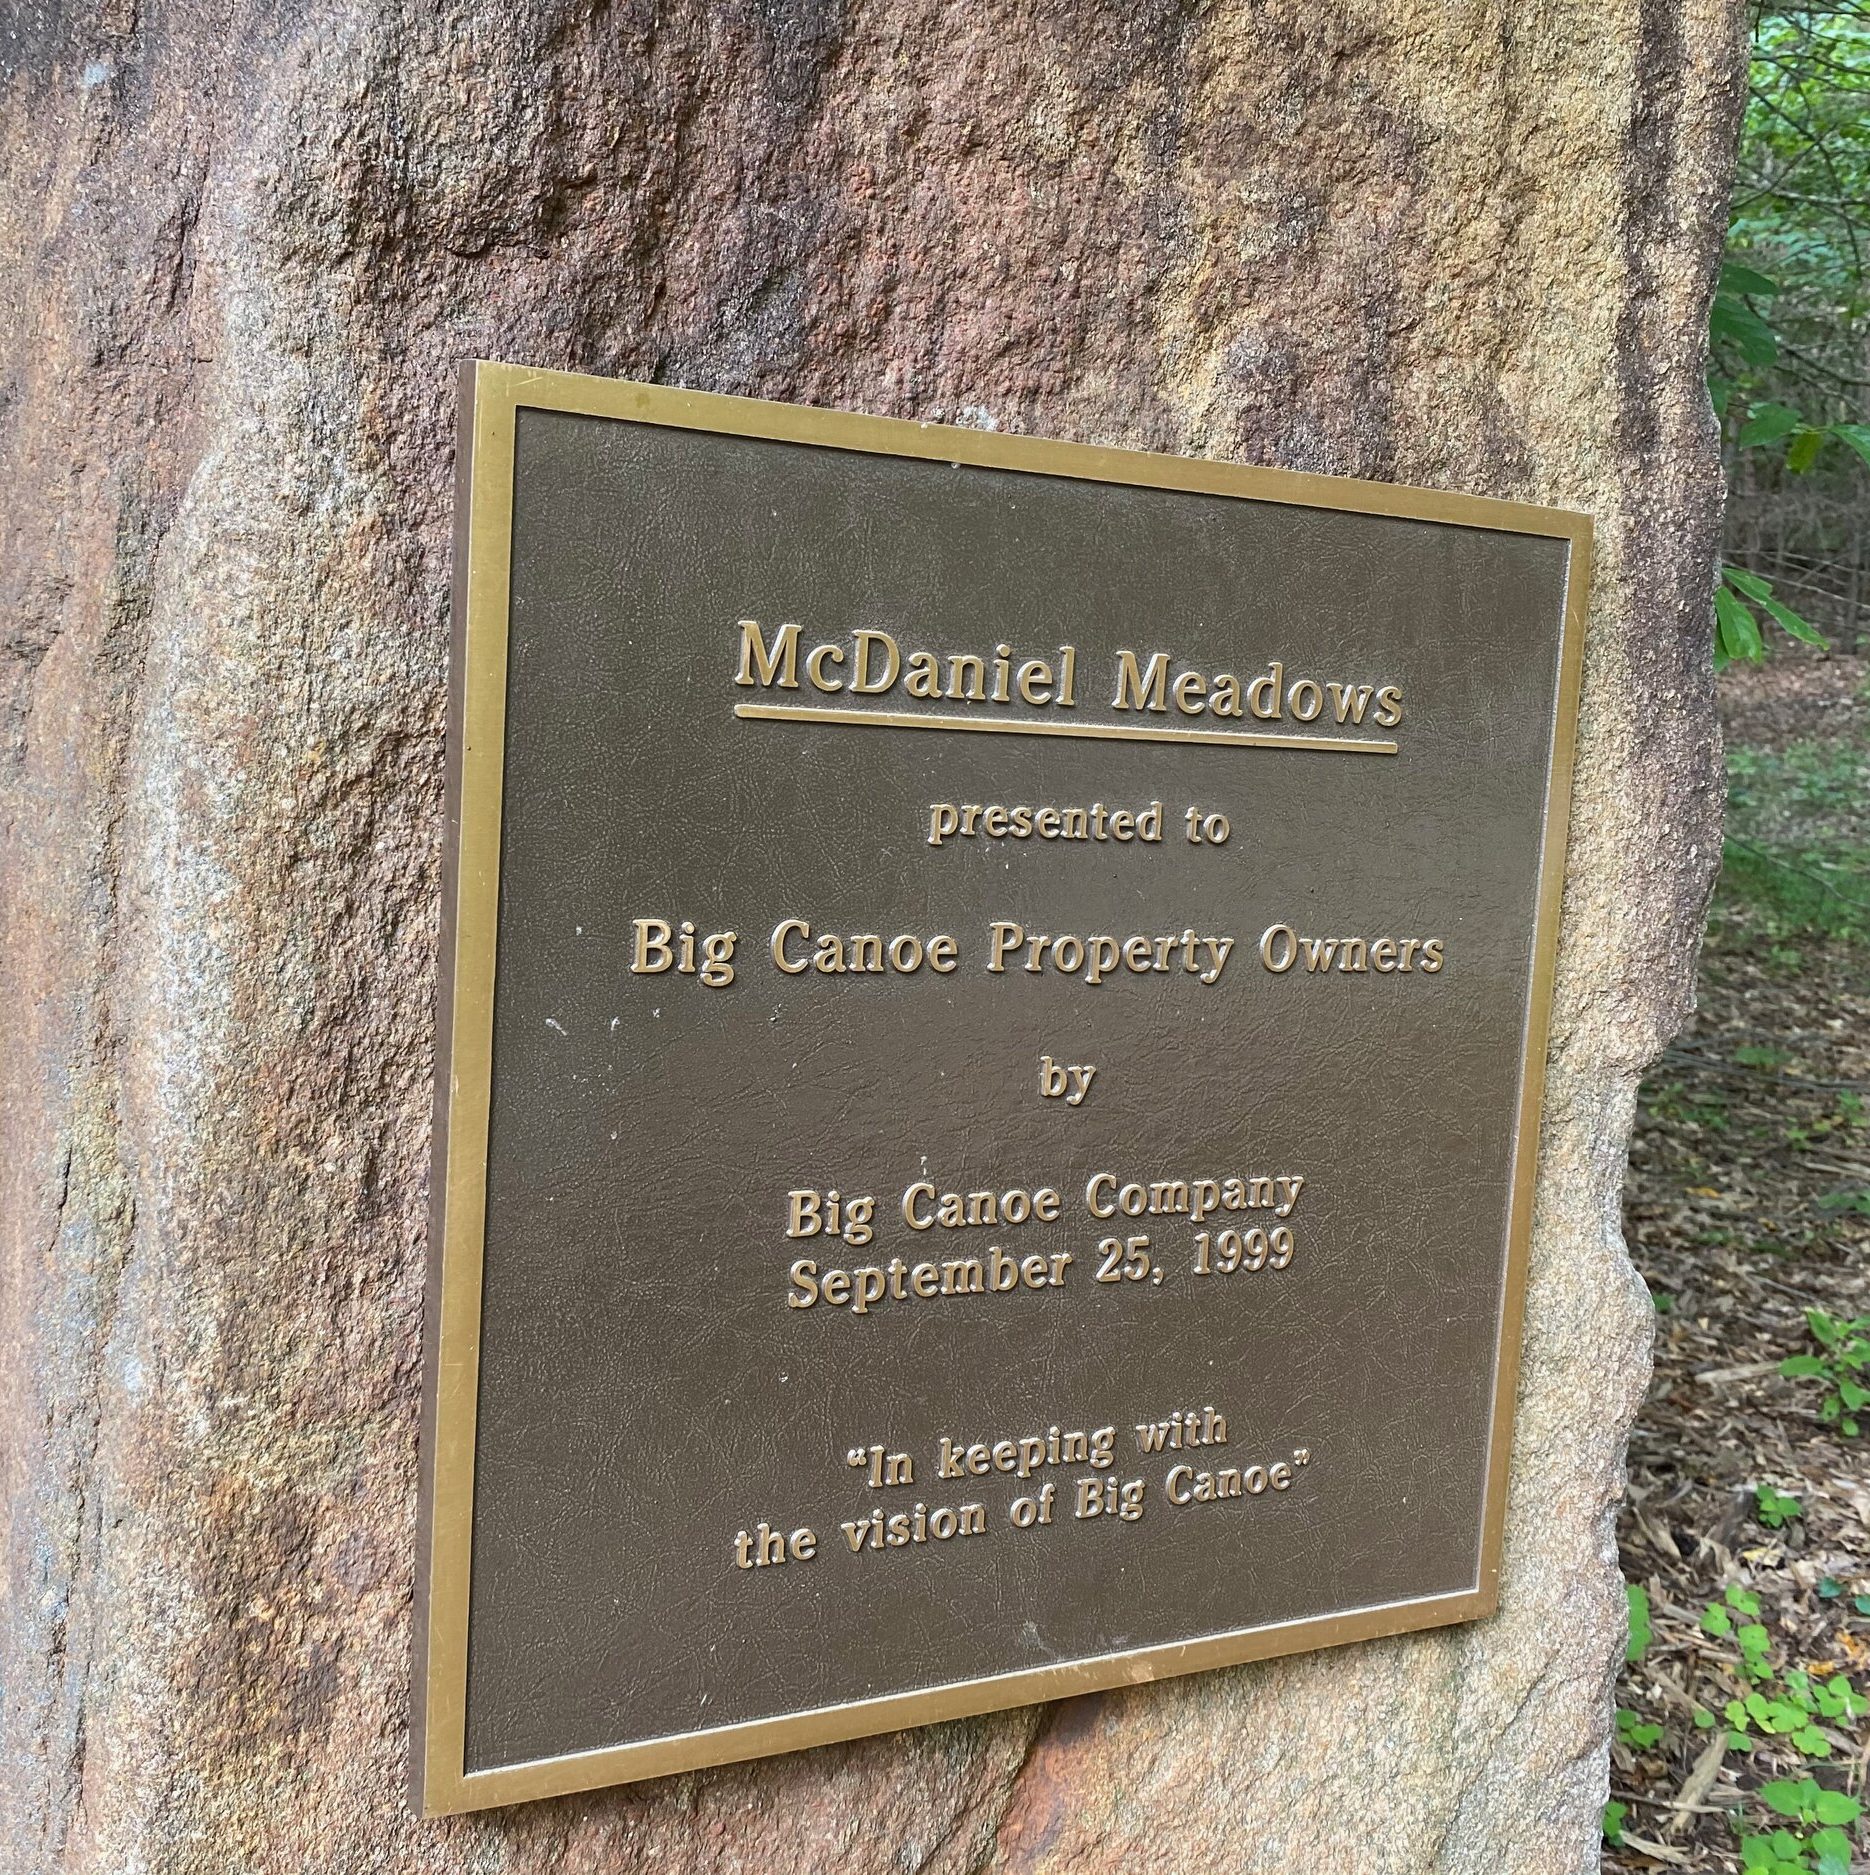 McDaniel Meadows
presented to
Big Canoe Property Owners
by
Big Canoe Company
September 25, 1999
“In keeping with
the vision of Big Canoe”